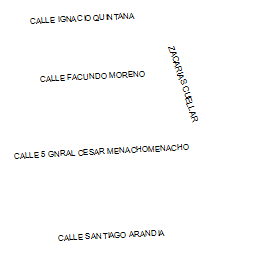 CALLE IGNACIO QUINTANA
ZACARIAS CUELLAR
CALLE FACUNDO MORENO
CALLE 5 GNRAL CESAR MENACHOMENACHO
CALLE SANTIAGO ARANDIA